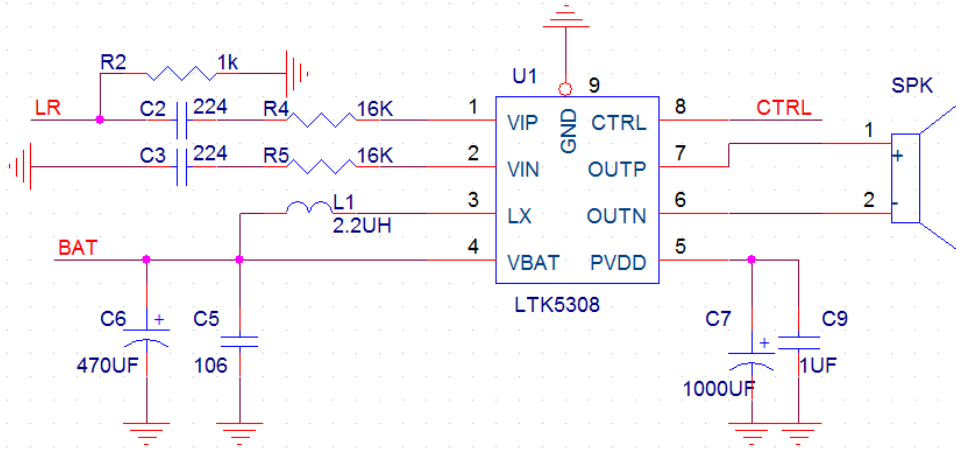 R2 1k
U1
9
SPK
LR
C2 224 R4 16K 1 VIP
GND
CTRL 8 CTRL
1
C3 224 R5 16K 2 VIN
OUTP 7
+
L1
2.2UH
3 LX
OUTN 6
2
-
BAT
4 VBAT
PVDD 5
LTK5308
C6 +
470UF
C5
106
C7 +
1000UF
C9
1UF